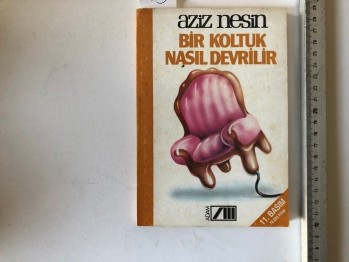 aziz nesin
BİR KOLTUK
NASIL DEVRİLİR
11. BASIM
ADAM